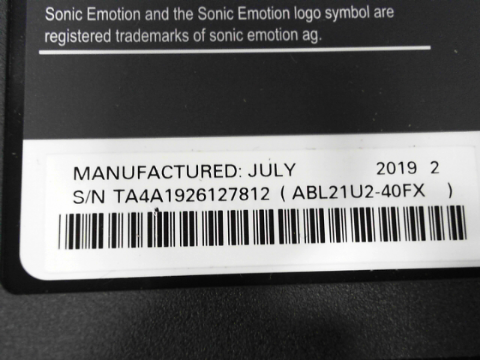 Sonic Emotion and the Sonic Emotion logo symbol are
registered trademarks of sonic emotion ag.
MANUFACTURED: JULY 2019 2
S/N TA4A1926127812 ( ABL21U2-40FX )